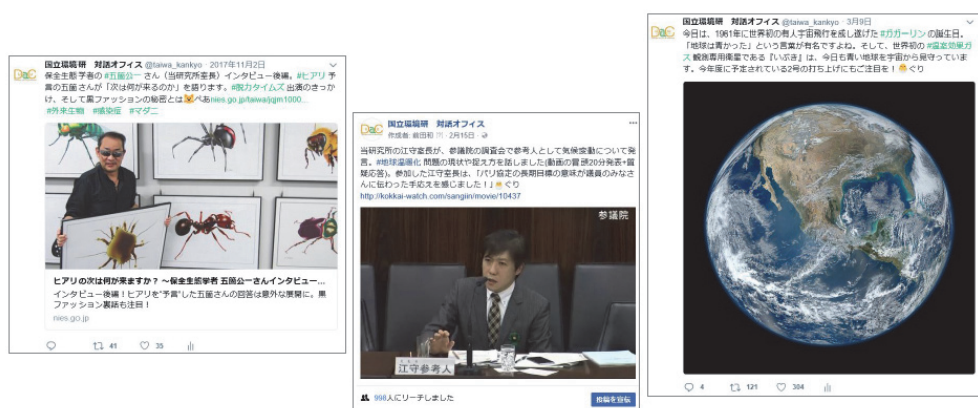 国立環境研 対話オフィス @taiwa_kankyo · 2017年11月2日
保全生態学者の #五箇公一 さん（当研究所室長）インタビュー後編。#ヒアリ 予
言の五箇さんが「次は何が来るのか」を語ります。#脱力タイムズ 出演のきっか
け、そして黒ファッションの秘密とは ぺあnies.go.jp/taiwa/jqjm1000...
#外来生物 #感染症 #マダニ
ヒアリの次は何が来ますか？ ～保全生態学者 五箇公一さんインタビュー...
インタビュー後編！ヒアリを"予言"した五箇さんの回答は意外な展開に。黒
ファッション裏話も注目！
nies.go.jp
41 35
DaC
国立環境研 対話オフィス
作成者: 前田和 · 2月15日 ·
当研究所の江守室長が、参議院の調査会で参考人として気候変動について発
言。#地球温暖化 問題の現状や捉え方を話しました(動画の冒頭20分発表+質
疑応答)。参加した江守室長は、「パリ協定の長期目標の意味が議員のみなさ
んに伝わった手応えを感じました！」 ぐり
http://kokkai-watch.com/sangiin/movie/10437
参議院
江守参考人
998人にリーチしました
投稿を宣伝
DaC
国立環境研 対話オフィス @taiwa_kankyo · 3月9日
今日は、1961年に世界初の有人宇宙飛行を成し遂げた #ガガーリン の誕生日。
「地球は青かった」という言葉が有名ですよね。そして、世界初の #温室効果ガ
ス 観測専用衛星である『いぶき』は、今日も青い地球を宇宙から見守っていま
す。今年度に予定されている2号の打ち上げにもご注目を！ ぐり
4 121 304